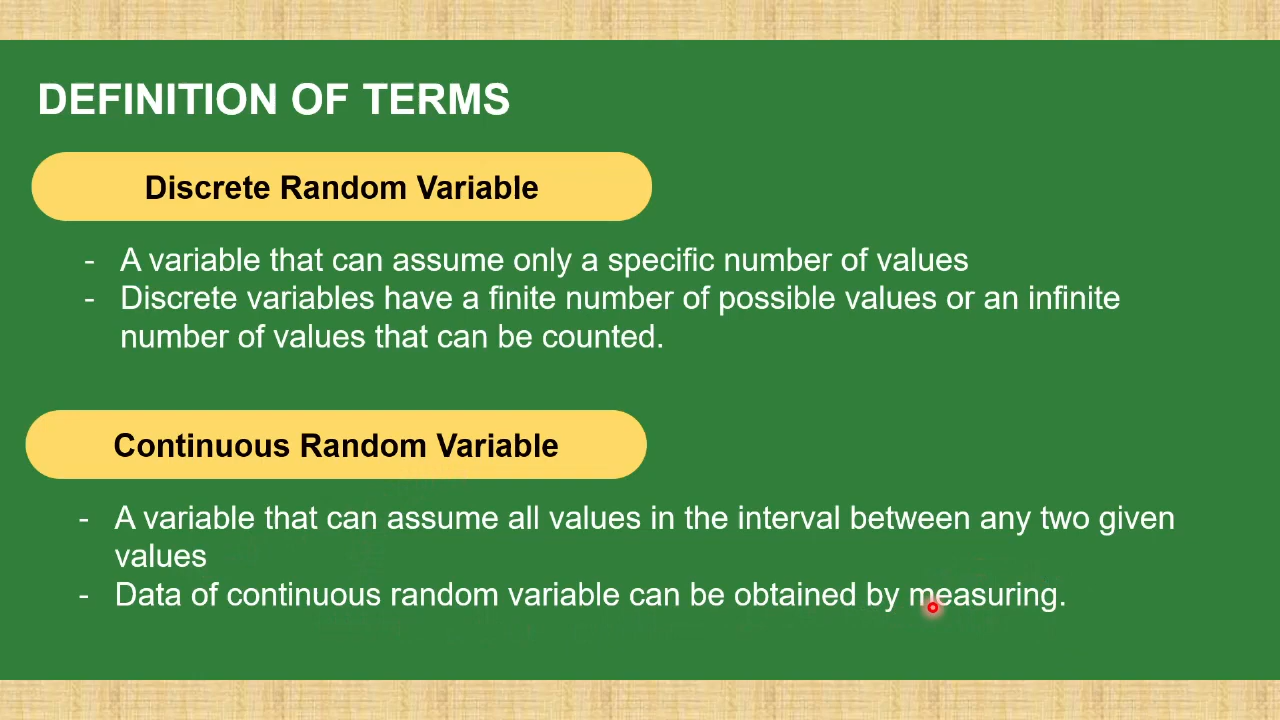 DEFINITION OF TERMS
Discrete Random Variable
- A variable that can assume only a specific number of values
- Discrete variables have a finite number of possible values or an infinite
number of values that can be counted.
Continuous Random Variable
- A variable that can assume all values in the interval between any two given
values
- Data of continuous random variable can be obtained by measuring.